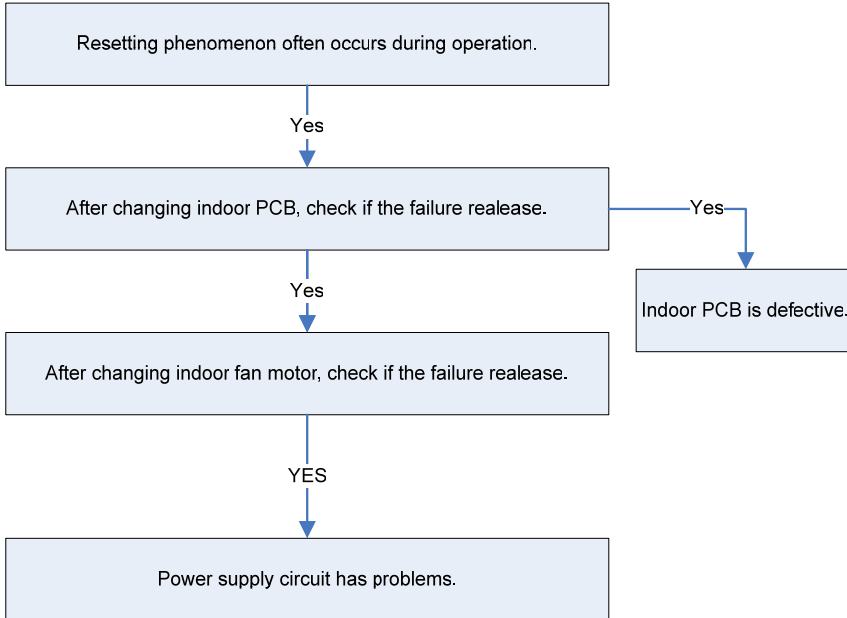 Resetting phenomenon often occurs during operation.
Yes
After changing indoor PCB, check if the failure realease.
Yes
Indoor PCB is defective.
Yes
After changing indoor fan motor, check if the failure realease.
YES
Power supply circuit has problems.